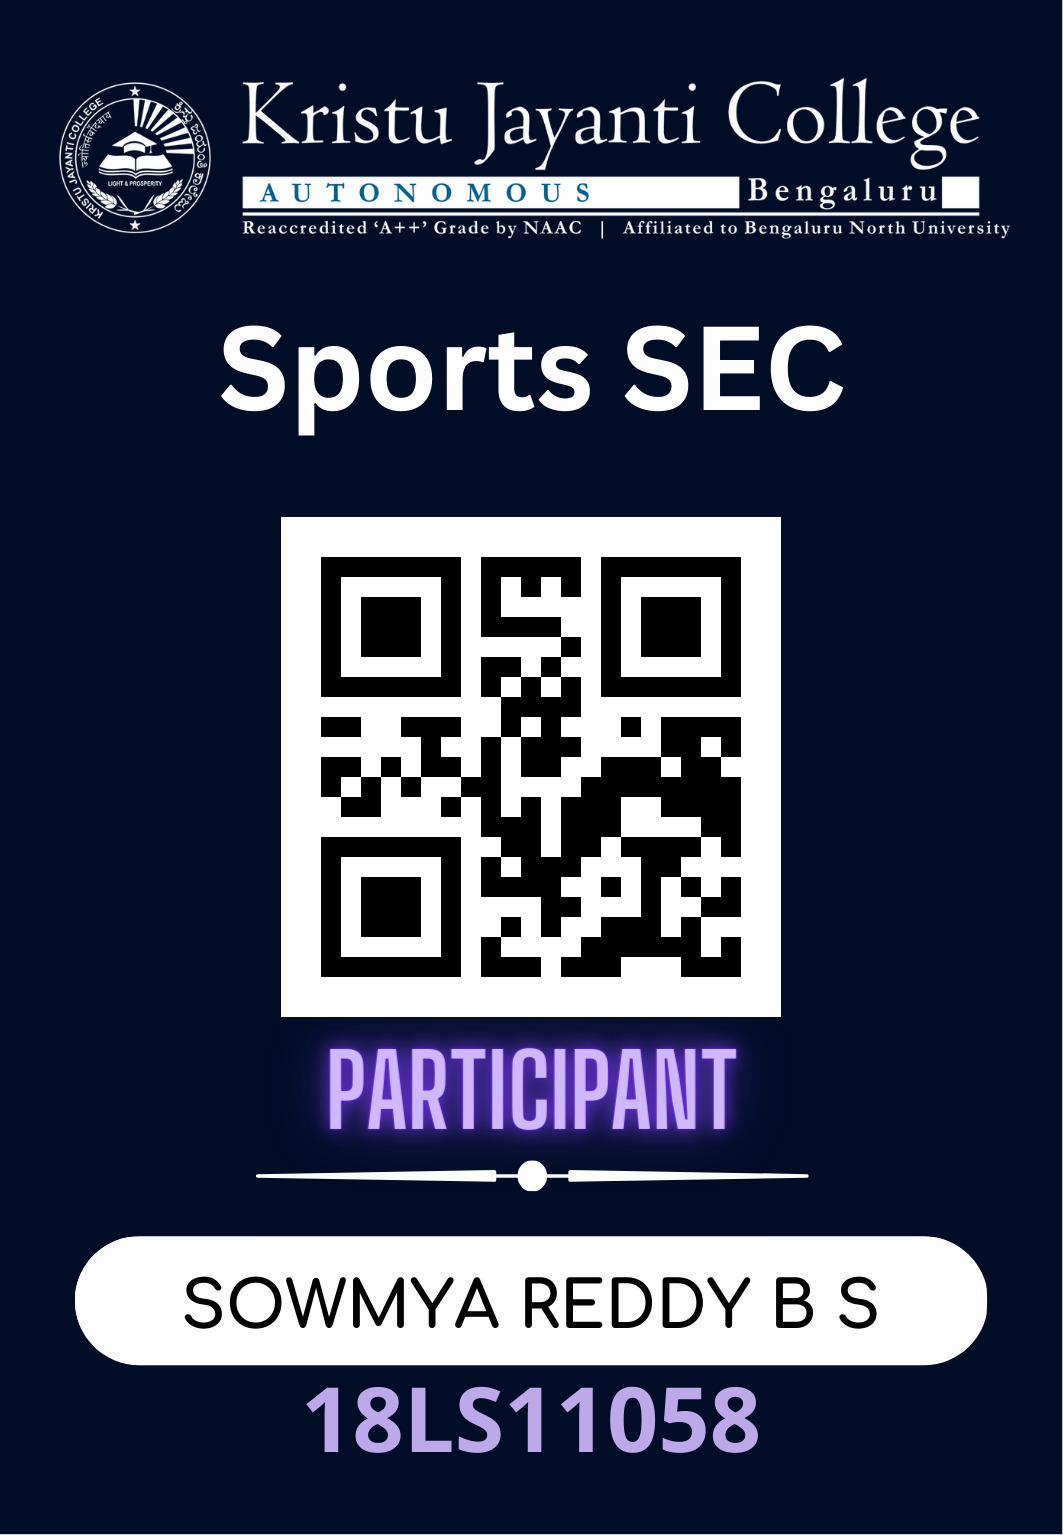 KRISTU JAYANTI COLLEGE
LIGHT & PROSPERITY
Kristu Jayanti College
AUTONOMOUS Bengaluru
Reaccredited ‘A++’ Grade by NAAC | Affiliated to Bengaluru North University
Sports SEC
PARTICIPANT
SOWMYA REDDY B S
18LS11058